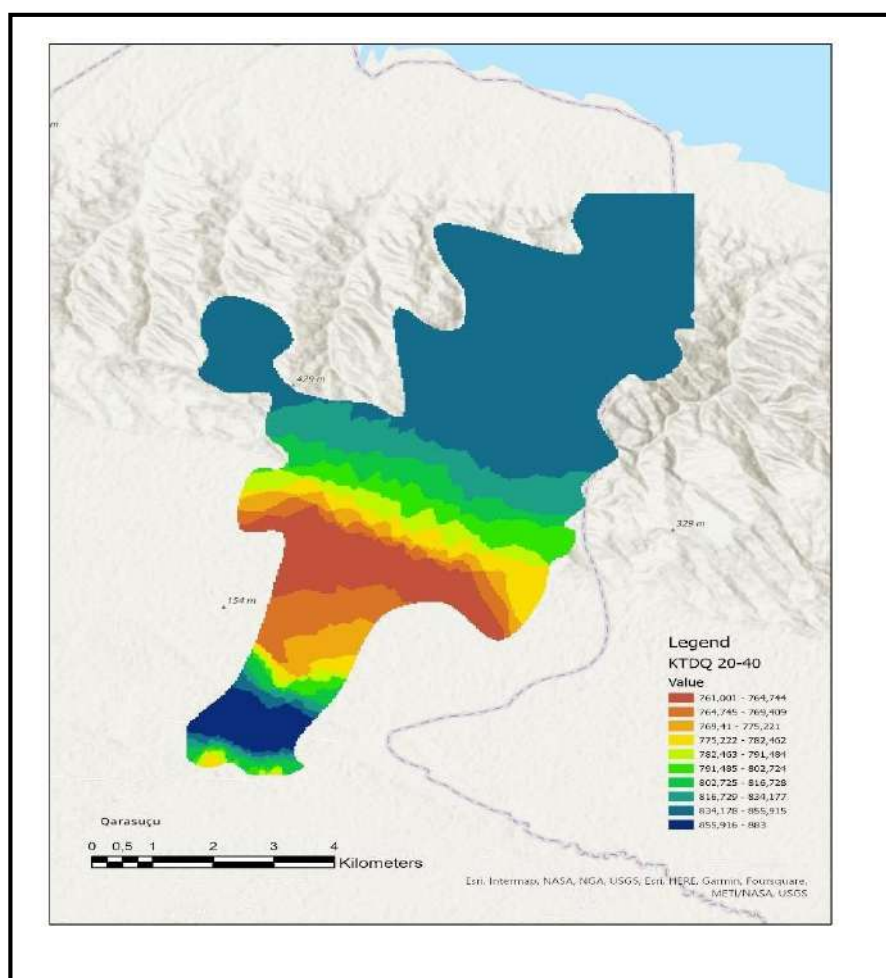 m
429 m
329 m
154 m
Legend
KTDQ 20-40
Value
761,001 - 764,744
764,745 - 769,409
769,41 - 775,221
775,222 - 782,462
782,463 - 791,484
791,485 - 802,724
802,725 - 816,728
816,729 - 834,177
834,178 - 855,915
855,916 - 883
Qarasuçu
0 0,5 1 2 3 4
Kilometers
Esri, Intermap, NASA, NGA, USGS, Esri, HERE, Garmin, Foursquare,
METI/NASA, USGS